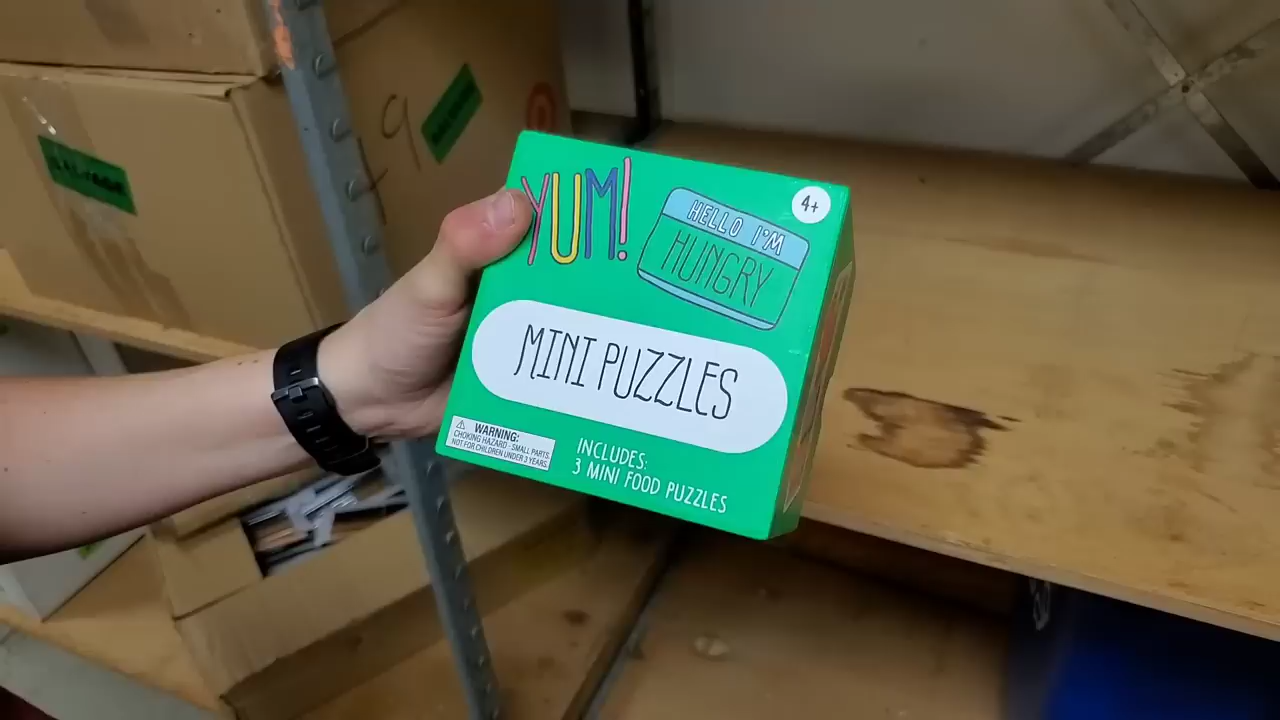 YUM!
HELLO I'M
HUNGRY
4+
MINI PUZZLES
WARNING:
CHOKING HAZARD - SMALL PARTS
NOT FOR CHILDREN UNDER 3 YEARS
INCLUDES:
3 MINI FOOD PUZZLES